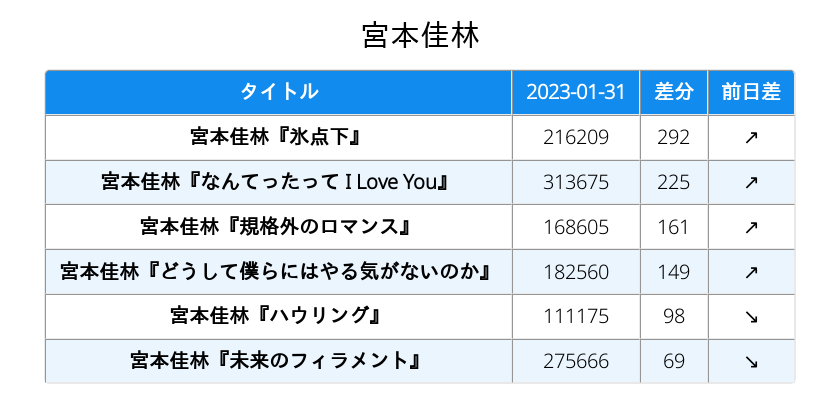 宮本佳林
タイトル 2023-01-31 差分 前日差
宮本佳林『氷点下』 216209 292 ↗
宮本佳林『なんてったって I Love You』 313675 225 ↗
宮本佳林『規格外のロマンス』 168605 161 ↗
宮本佳林『どうして僕らにはやる気がないのか』 182560 149 ↗
宮本佳林『ハウリング』 111175 98 ↘
宮本佳林『未来のフィラメント』 275666 69 ↘